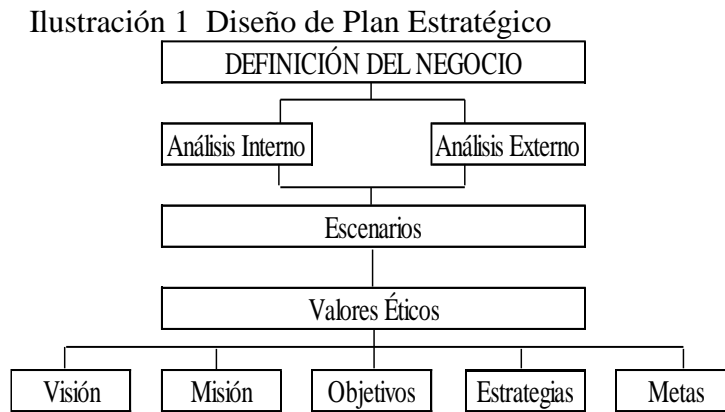 Ilustración 1 Diseño de Plan Estratégico
DEFINICIÓN DEL NEGOCIO
Análisis Interno
Análisis Externo
Escenarios
Valores Éticos
Visión
Misión
Objetivos
Estrategias
Metas